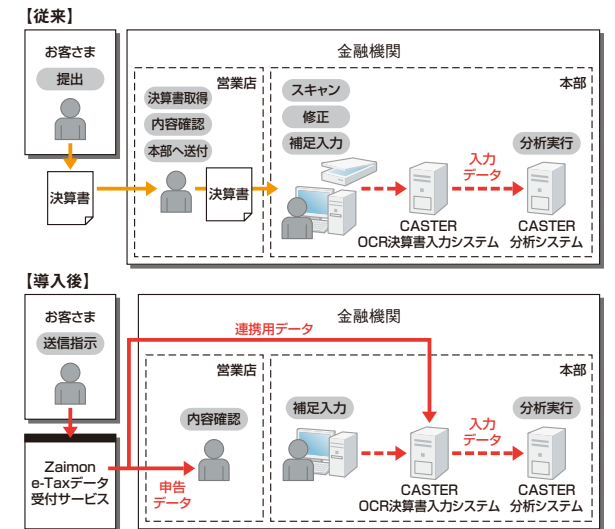 【従来】
お客さま
提出
決算書
金融機関
営業店
決算書取得
内容確認
本部へ送付
決算書
本部
スキャン
修正
補足入力
CASTER
OCR決算書入力システム
入力
データ
分析実行
CASTER
分析システム
【導入後】
お客さま
送信指示
Zaimon
e-Taxデータ
受付サービス
金融機関
連携用データ
営業店
内容確認
申告
データ
本部
補足入力
CASTER
OCR決算書入力システム
入力
データ
分析実行
CASTER
分析システム